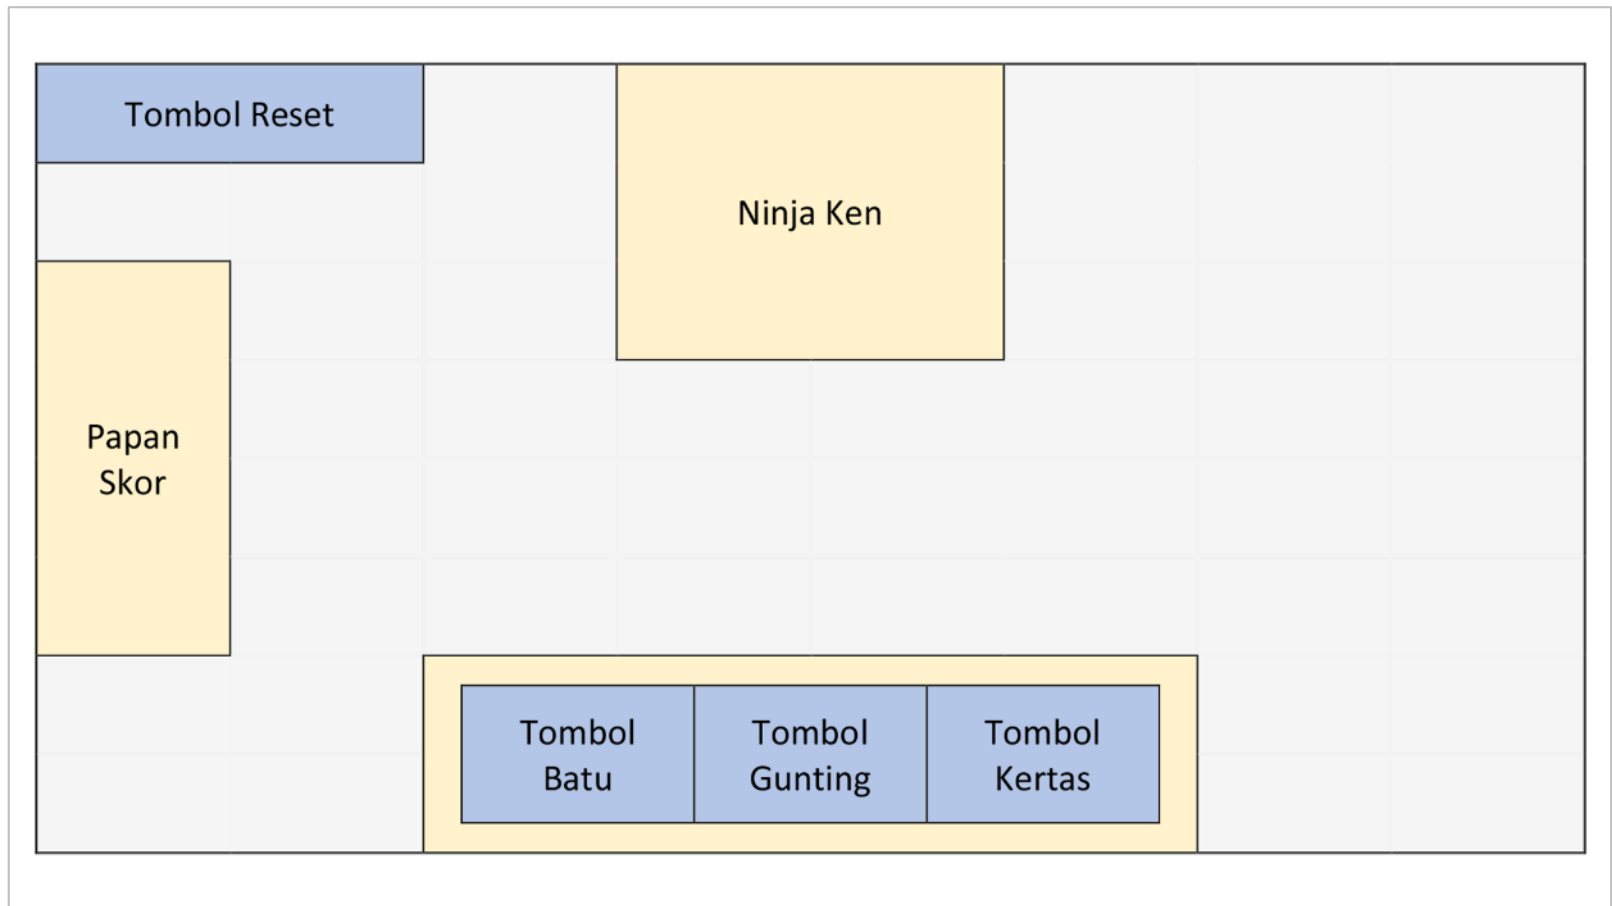 Tombol Reset
Ninja Ken
Papan
Skor
Tombol
Batu
Tombol
Gunting
Tombol
Kertas